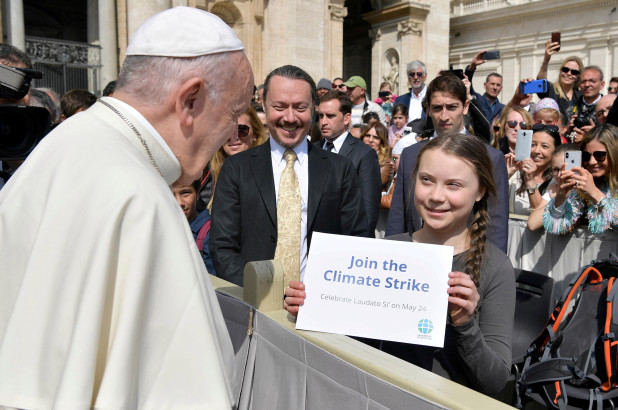 Join the
Climate Strike
Celebrate Laudato Si' on May 24